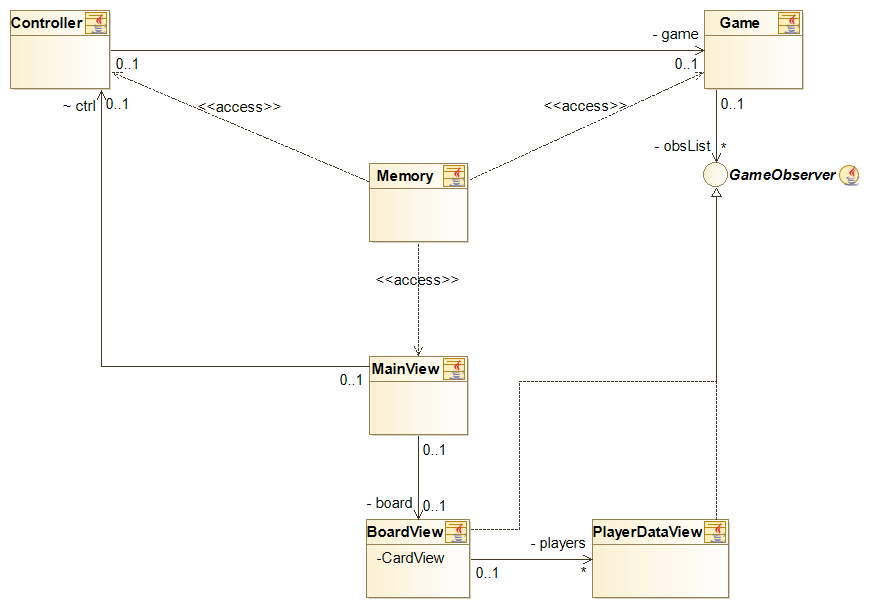 Controller
Game
- game
0..1
0..1
~ ctrl
0..1
<<access>>
<<access>>
0..1
- obsList
*
GameObserver
Memory
<<access>>
MainView
0..1
0..1
- board
0..1
BoardView
-CardView
- players
PlayerDataView
0..1
*